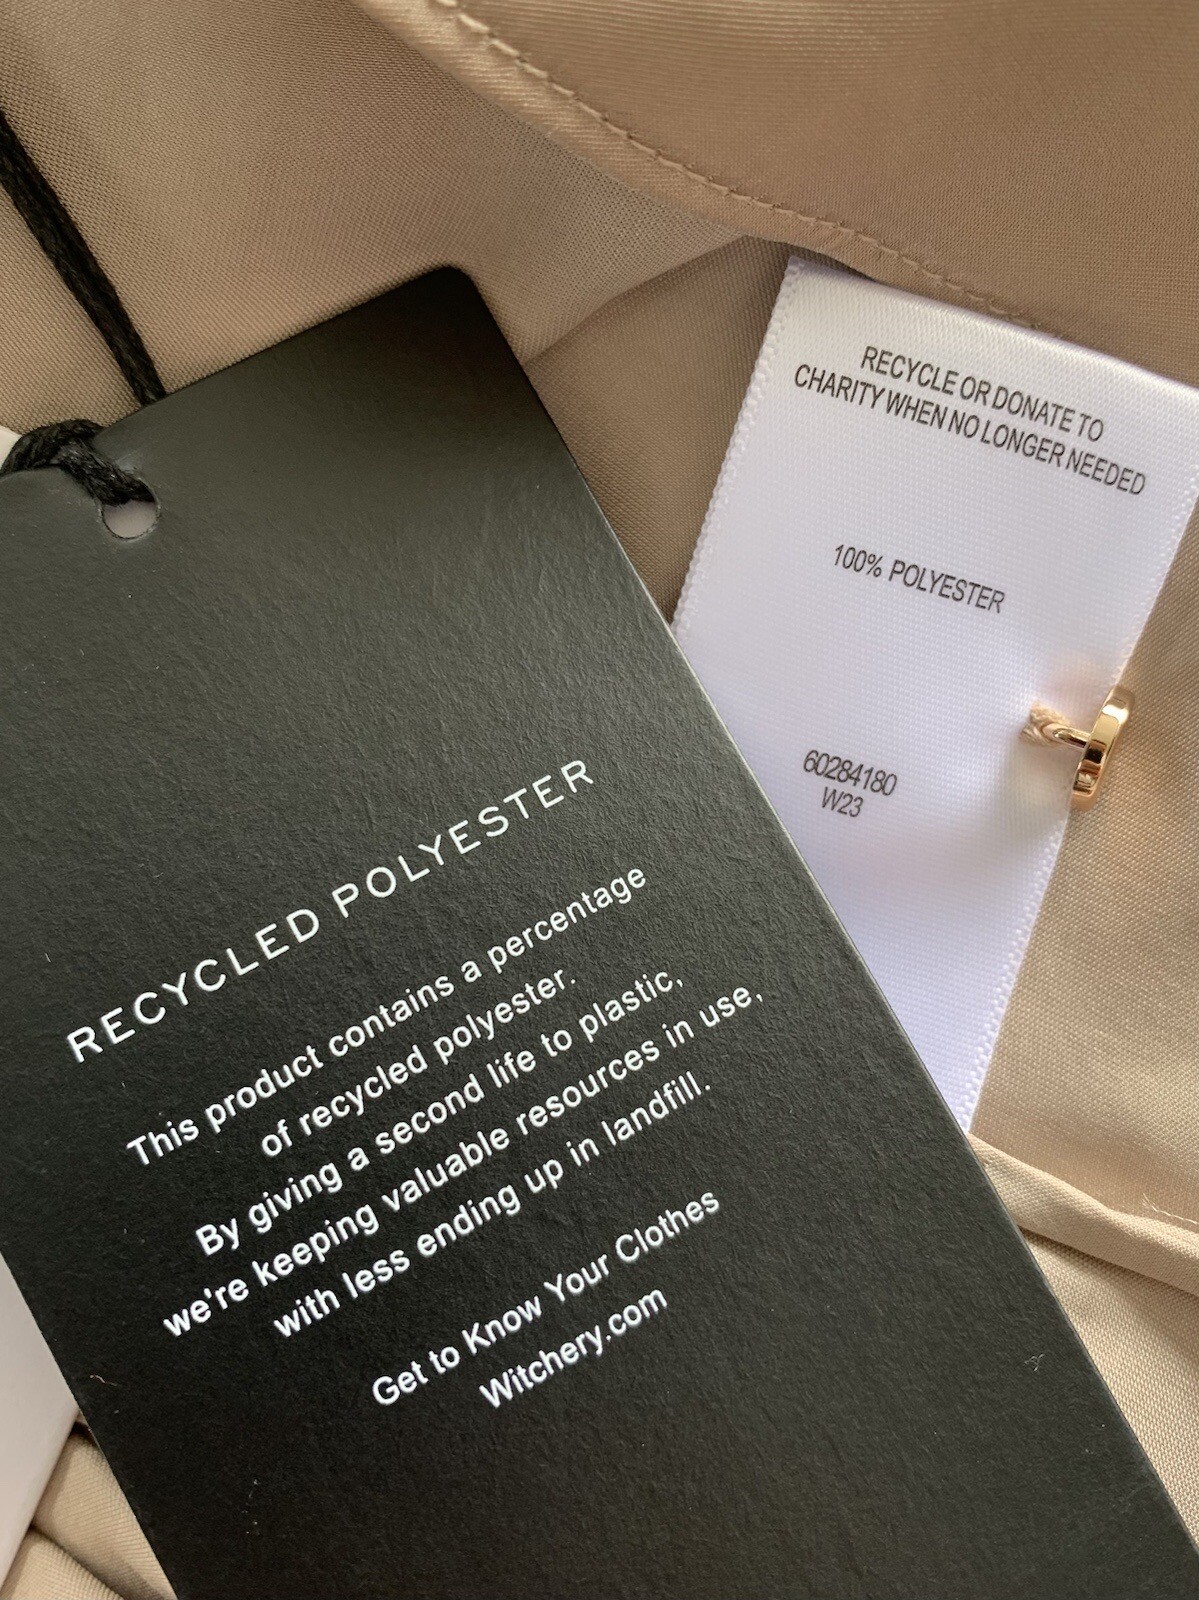 RECYCLE OR DONATE TO
CHARITY WHEN NO LONGER NEEDED
100% POLYESTER
60284180
W23
RECYCLED POLYESTER
This product contains a percentage
of recycled polyester.
By giving a second life to plastic,
we're keeping valuable resources in use,
with less ending up in landfill.
Get to Know Your Clothes
Witchery.com